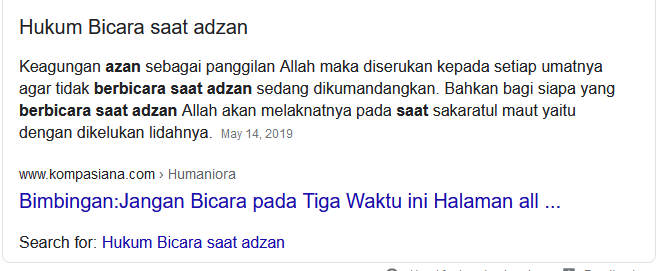 Hukum Bicara saat adzan
Keagungan azan sebagai panggilan Allah maka diserukan kepada setiap umatnya
agar tidak berbicara saat adzan sedang dikumandangkan. Bahkan bagi siapa yang
berbicara saat adzan Allah akan melaknatnya pada saat sakaratul maut yaitu
dengan dikelukan lidahnya. May 14, 2019
www.kompasiana.com › Humaniora
Bimbingan:Jangan Bicara pada Tiga Waktu ini Halaman all ...
Search for: Hukum Bicara saat adzan